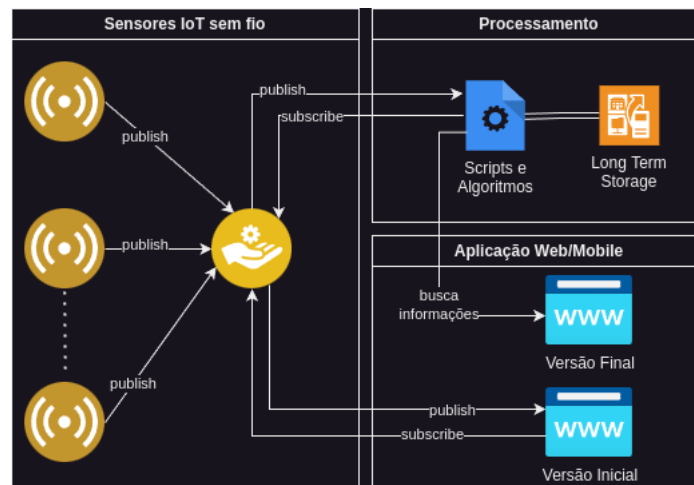 Sensores IoT sem fio
publish
publish
publish
Processamento
publish
subscribe
Scripts e
Algoritmos
Long Term
Storage
Aplicação Web/Mobile
busca
informações
www
Versão Final
publish
subscribe
www
Versão Inicial